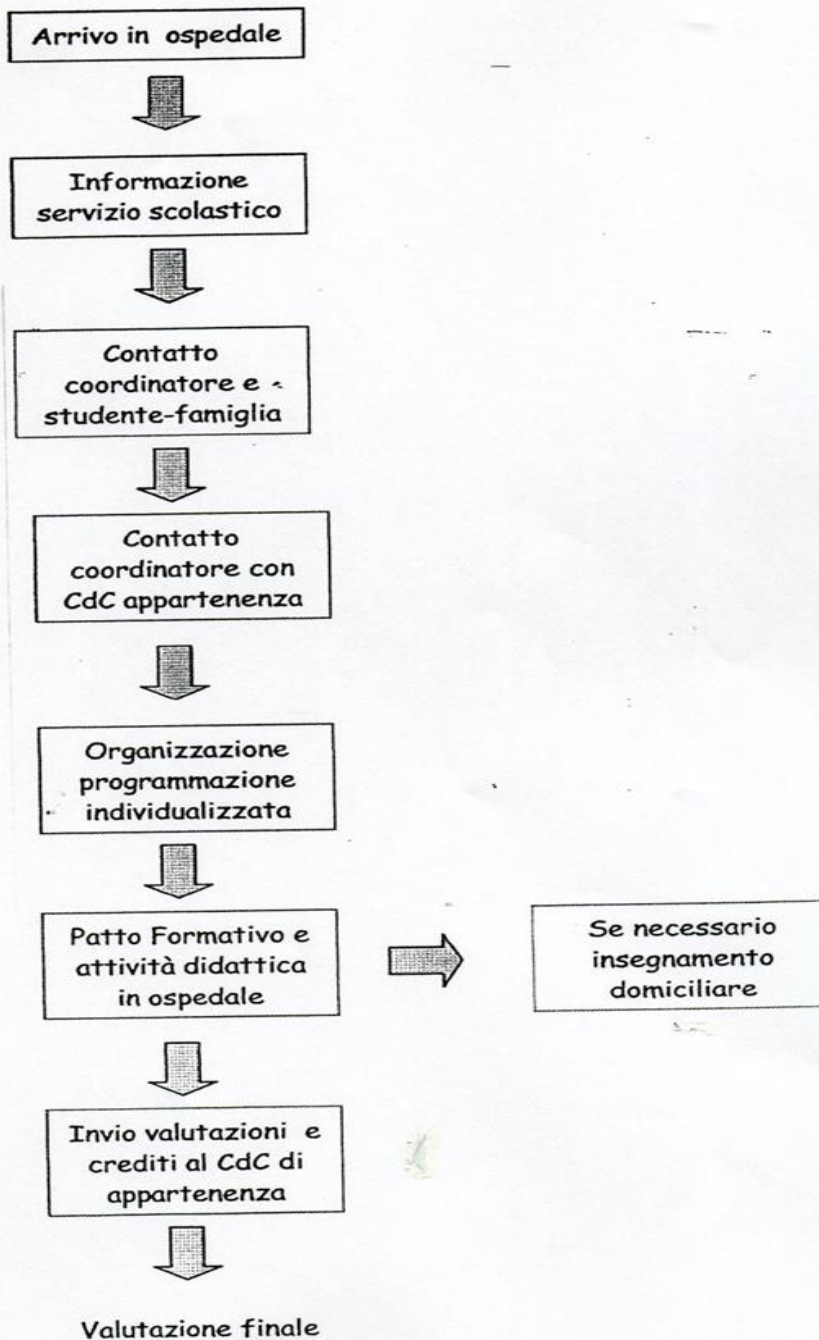 Arrivo in ospedale
Informazione
servizio scolastico
Contatto
coordinatore e
studente-famiglia
Contatto
coordinatore con
CdC appartenenza
Organizzazione
programmazione
individualizzata
Patto Formativo e
attività didattica
in ospedale
Se necessario
insegnamento
domiciliare
Invio valutazioni e
crediti al CdC di
appartenenza
Valutazione finale